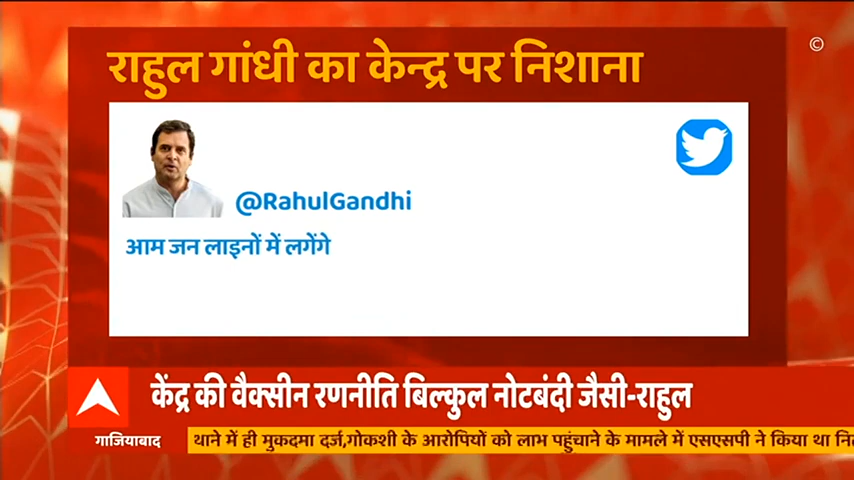 ©
राहुल गांधी का केन्द्र पर निशाना
@RahulGandhi
आम जन लाइनों में लगेंगे
केंद्र की वैक्सीन रणनीति बिल्कुल नोटबंदी जैसी-राहुल
गाजियाबाद
थाने में ही मुकदमा दर्ज,गोकशी के आरोपियों को लाभ पहुंचाने के मामले में एसएसपी ने किया था